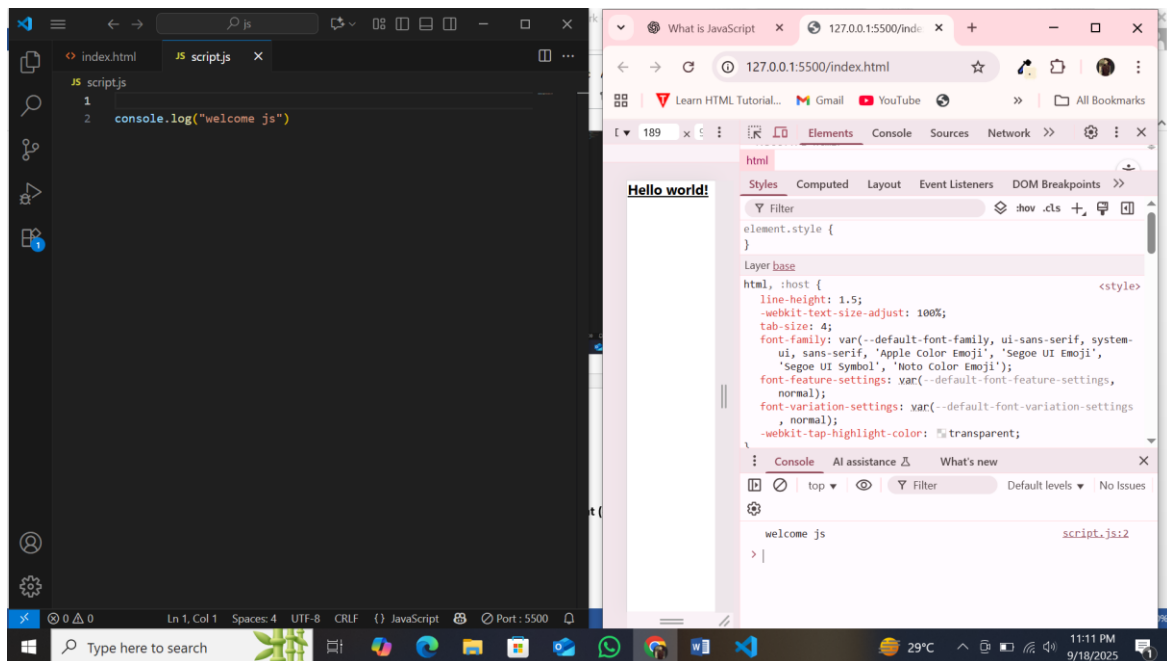 js
index.html
JS script.js
JS script.js
1
2 console.log("welcome js")
Ln 1, Col 1 Spaces: 4 UTF-8 CRLF {} JavaScript Port : 5500
0 0
1
What is JavaScript
127.0.0.1:5500/inde
127.0.0.1:5500/index.html
Learn HTML Tutorial... Gmail YouTube » All Bookmarks
189 × Elements Console Sources Network »
html
Hello world!
Styles Computed Layout Event Listeners DOM Breakpoints »
Filter :hov .cls
element.style {
}
Layer base
html, :host { <style>
line-height: 1.5;
-webkit-text-size-adjust: 100%;
tab-size: 4;
font-family: var(--default-font-family, ui-sans-serif, system-
ui, sans-serif, 'Apple Color Emoji', 'Segoe UI Emoji',
'Segoe UI Symbol', 'Noto Color Emoji');
font-feature-settings: var(--default-font-feature-settings,
normal);
font-variation-settings: var(--default-font-variation-settings
, normal);
-webkit-tap-highlight-color: transparent;
Console AI assistance What's new
top Filter Default levels No Issues
welcome js script.js:2
>
Type here to search
29°C
11:11 PM
9/18/2025
1